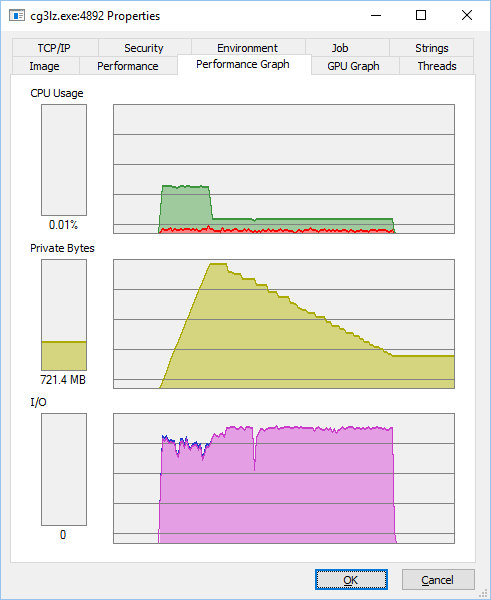 cg3lz.exe:4892 Properties
TCP/IP Security Environment Job Strings
Image Performance Performance Graph GPU Graph Threads
CPU Usage
0.01%
Private Bytes
721.4 MB
I/O
0
OK Cancel